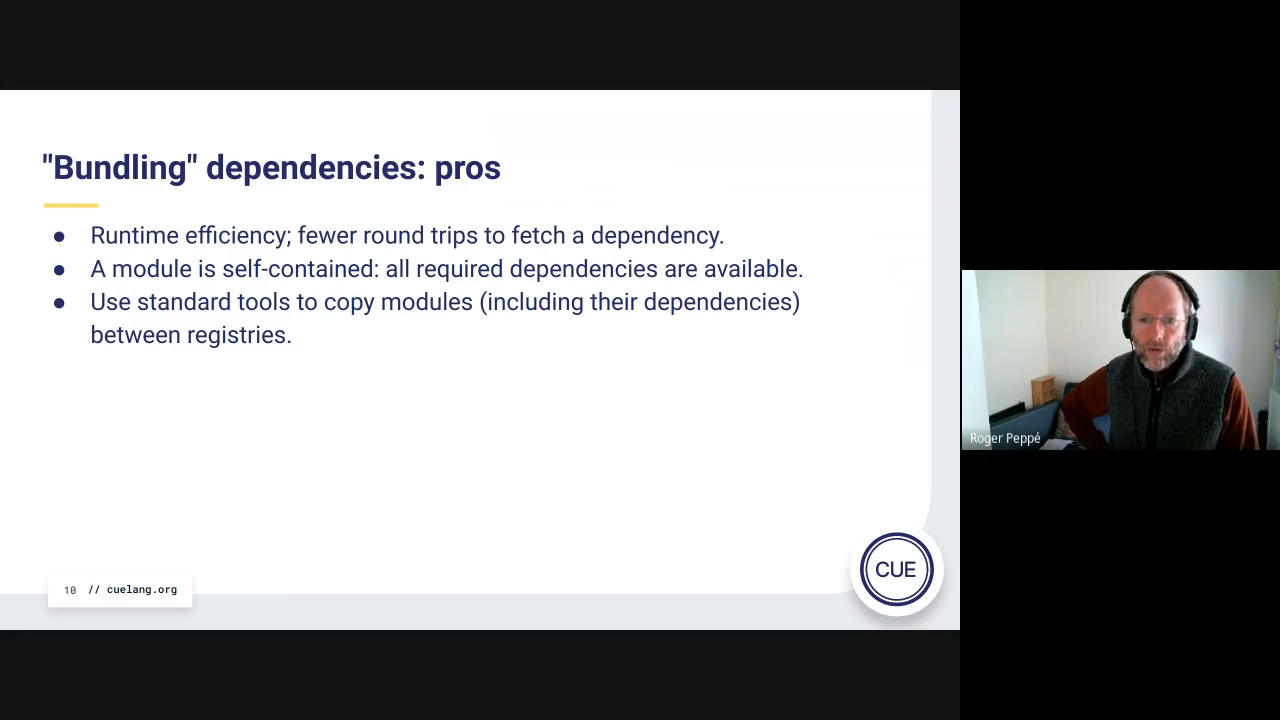 "Bundling" dependencies: pros
● Runtime efficiency; fewer round trips to fetch a dependency.
● A module is self-contained: all required dependencies are available.
● Use standard tools to copy modules (including their dependencies)
between registries.
Roger Peppé
CUE
10 // cuelang.org